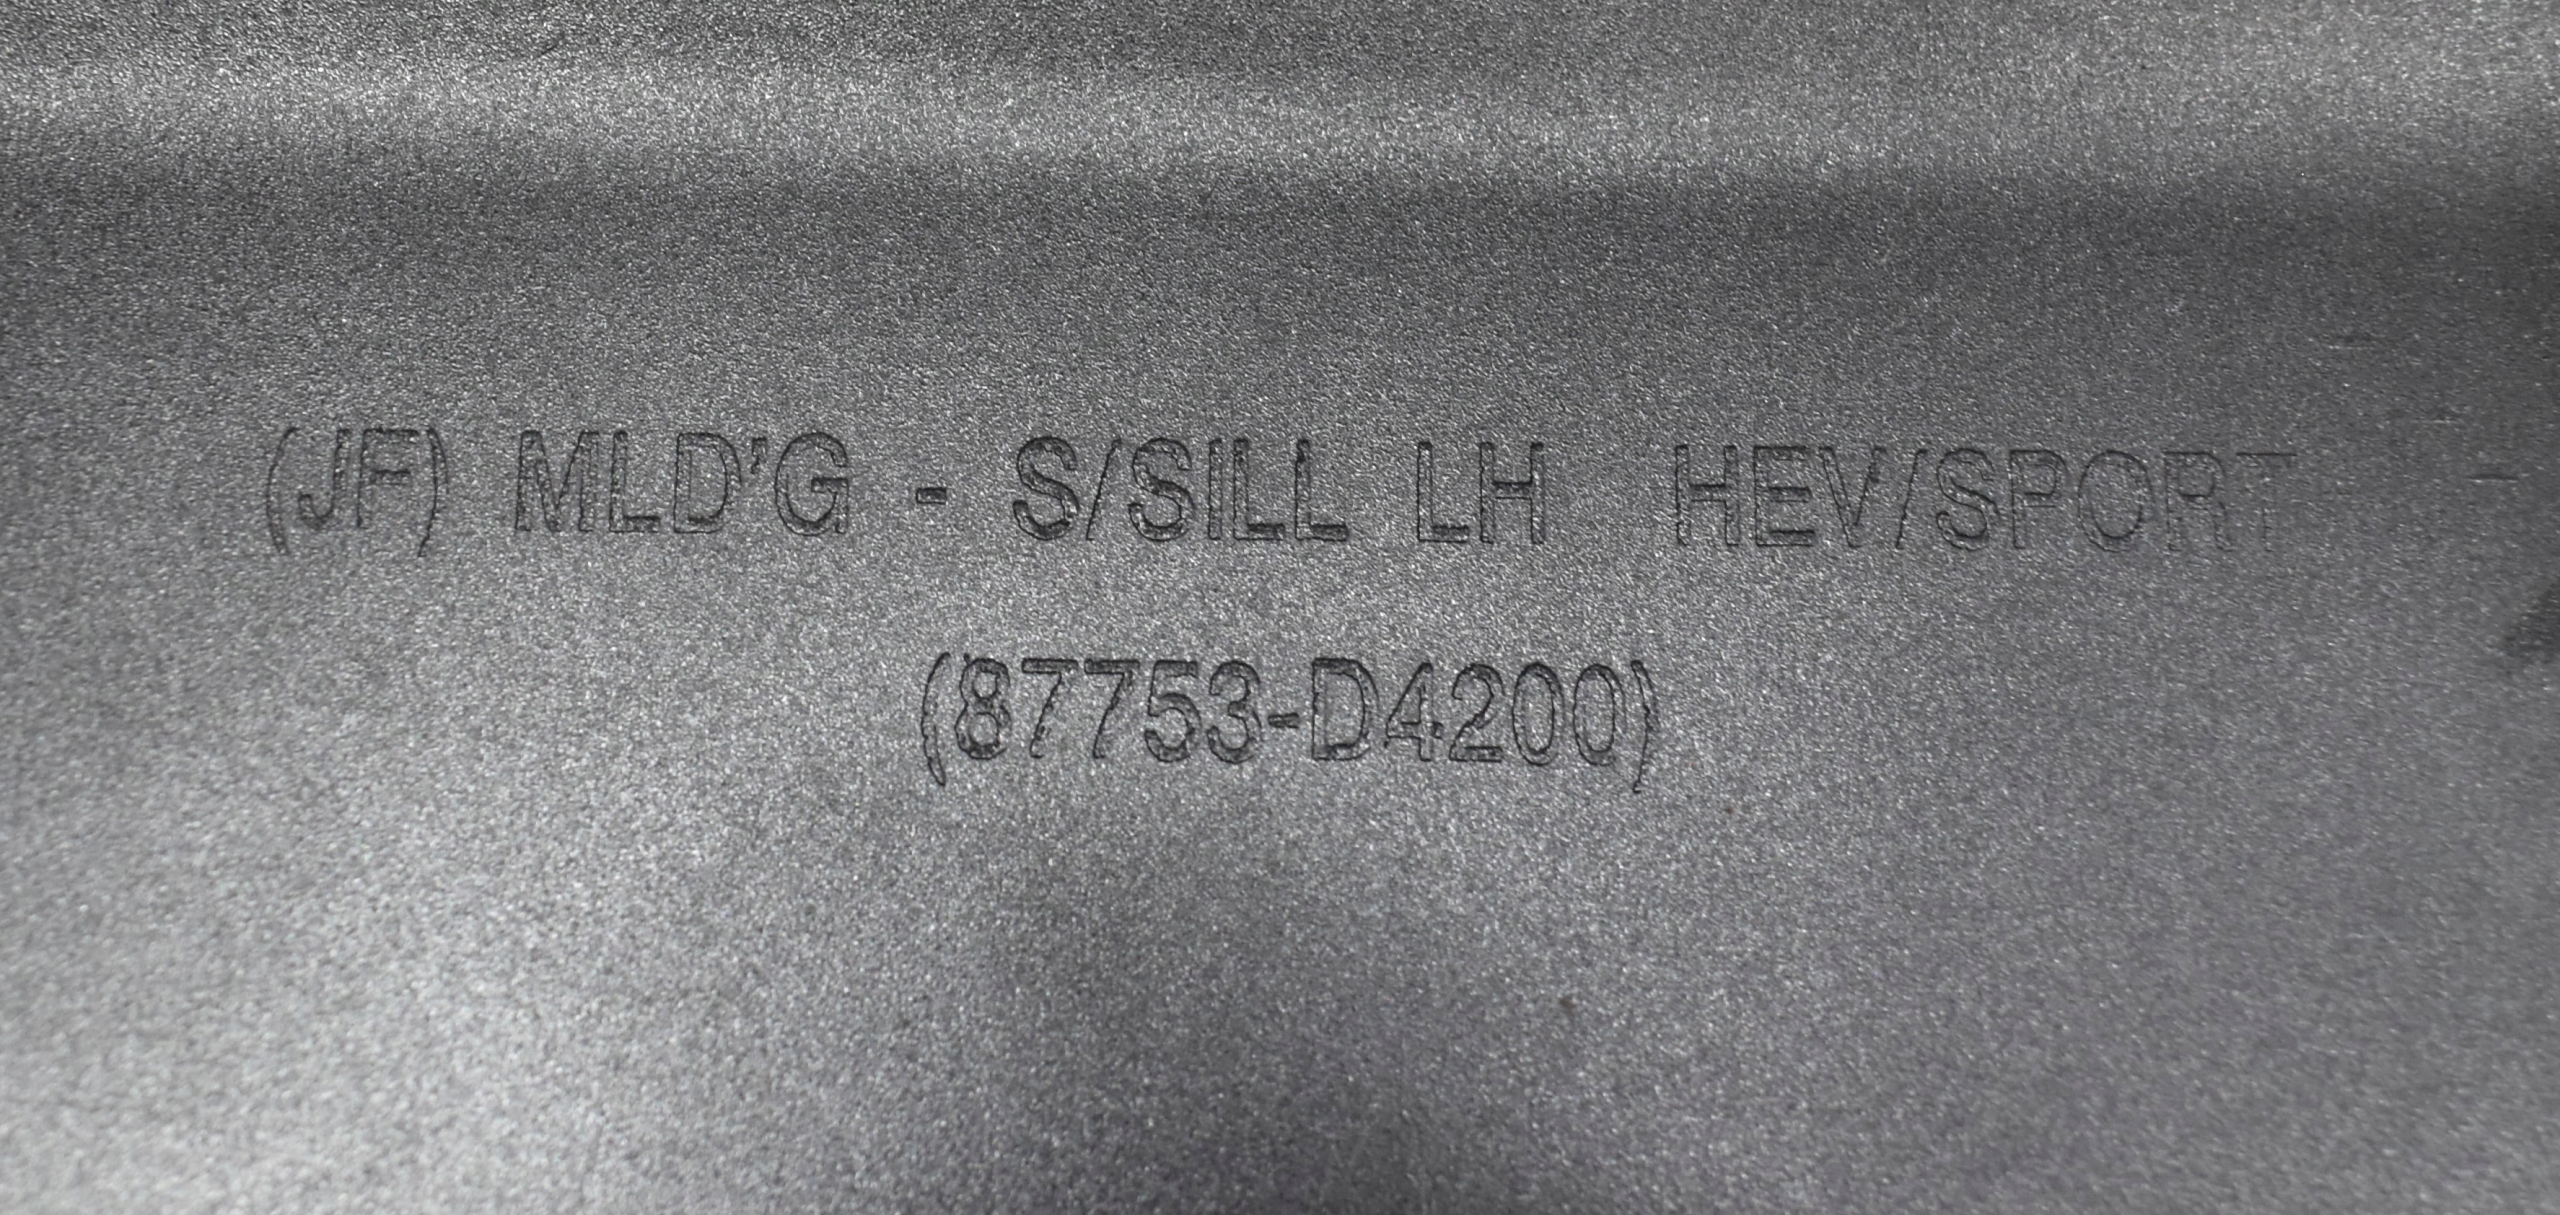 (JF) MLD'G - S/SILL LH HEV/SPORT
(87753-D4200)